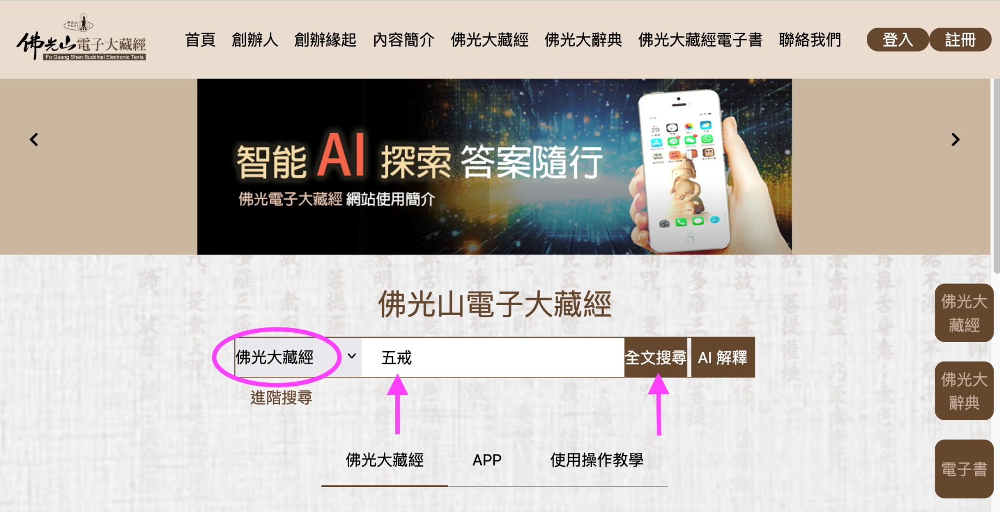 佛光山
F.G.S.
佛光山電子大藏經
Fo Guang Shan Buddhist Electronic Texts
首頁 創辦人 創辦緣起 內容簡介 佛光大藏經 佛光大辭典 佛光大藏經電子書 聯絡我們 登入 註冊
智能 AI 探索 答案隨行
佛光電子大藏經 網站使用簡介
29
佛光山電子大藏經
佛光大藏經 五戒 全文搜尋 AI 解釋
進階搜尋
佛光大藏經 APP 使用操作教學
佛光大
藏經
佛光大
辭典
電子書